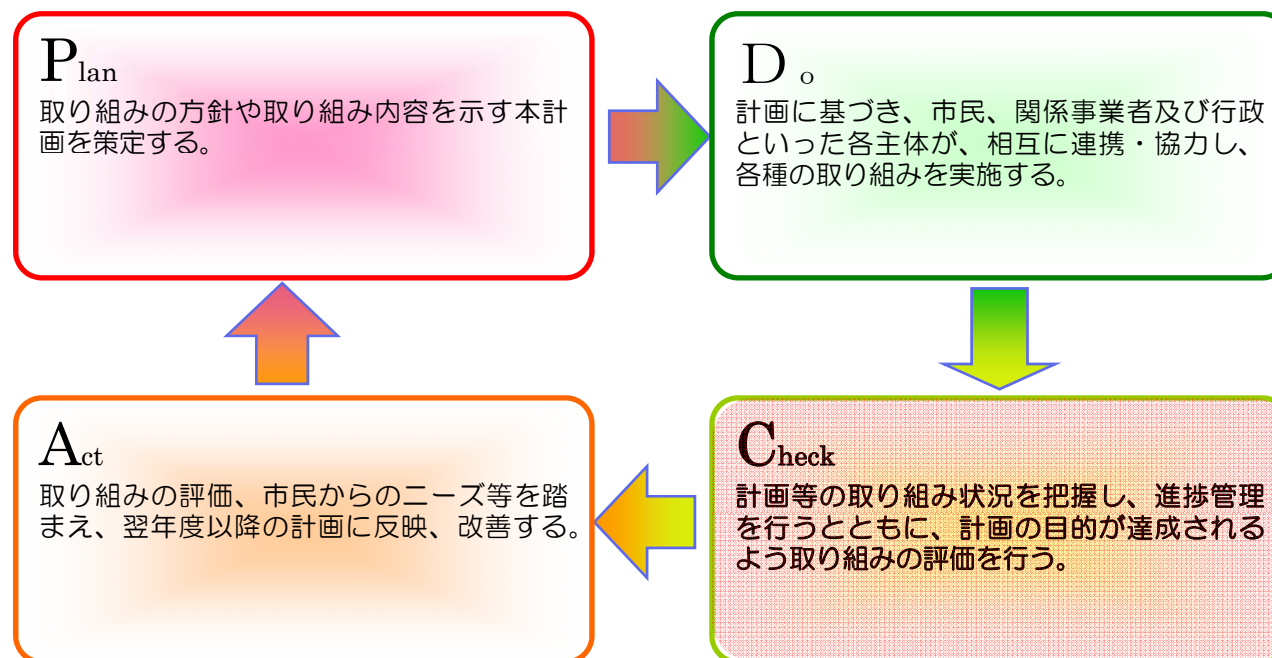 Plan
取り組みの方針や取り組み内容を示す本計
画を策定する。
D o
計画に基づき、市民、関係事業者及び行政
といった各主体が、相互に連携・協力し、
各種の取り組みを実施する。
Act
取り組みの評価、市民からのニーズ等を踏
まえ、翌年度以降の計画に反映、改善する。
Check
計画等の取り組み状況を把握し、進捗管理
を行うとともに、計画の目的が達成される
よう取り組みの評価を行う。